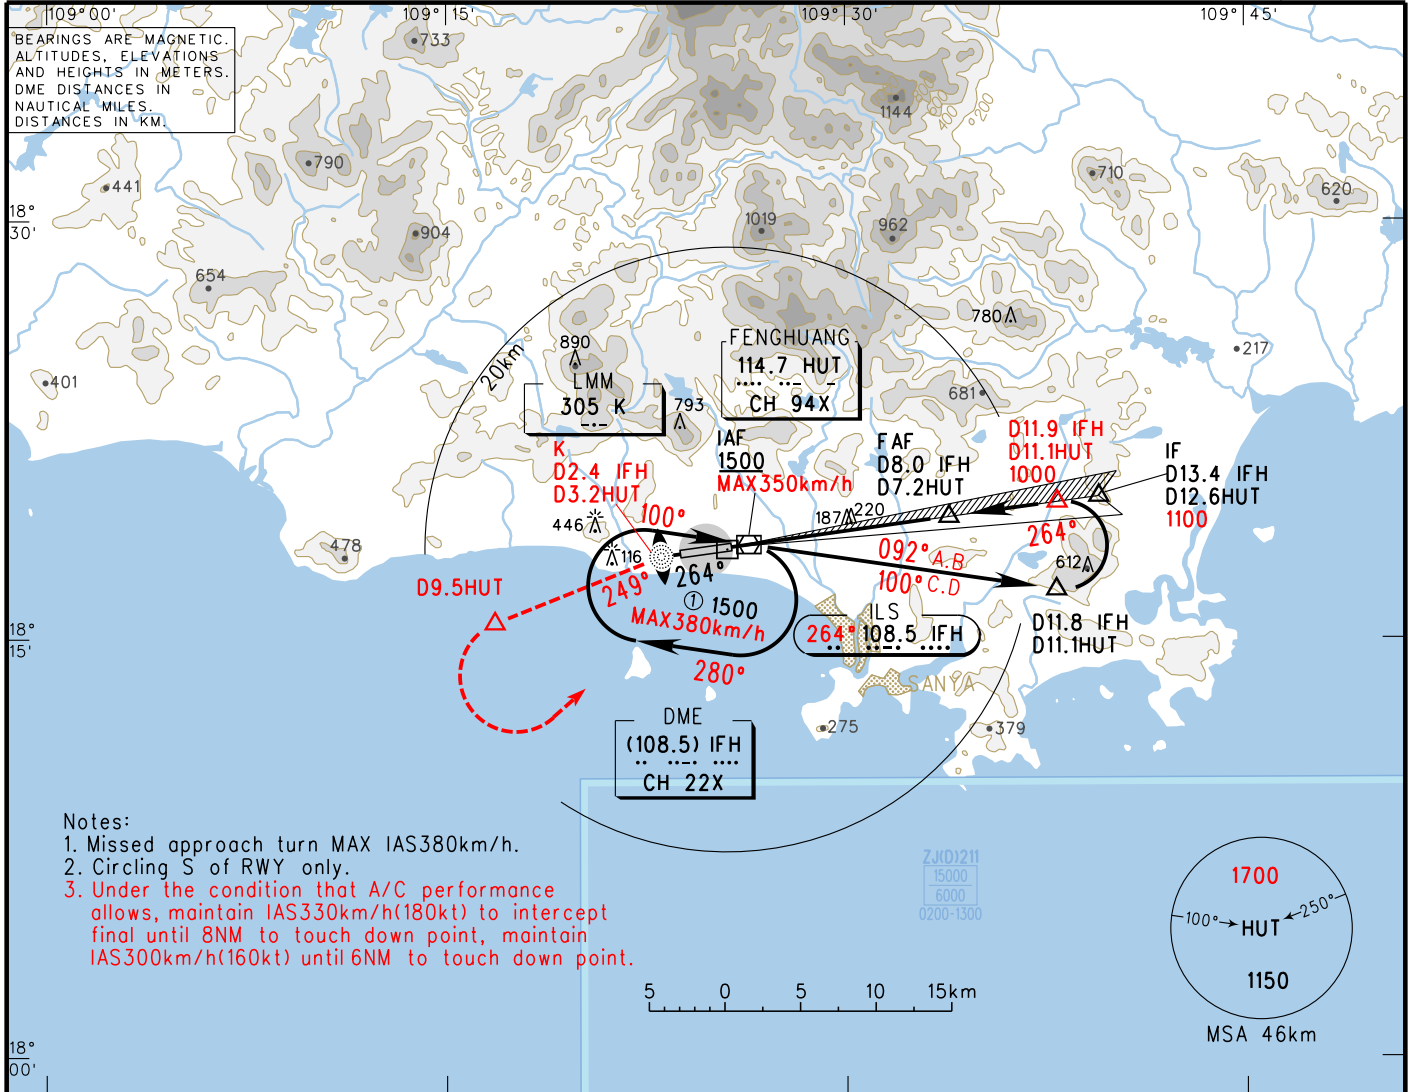 109°00'
109°15'
109°30'
109°45'
BEARINGS ARE MAGNETIC.
ALTITUDES, ELEVATIONS
AND HEIGHTS IN METERS.
DME DISTANCES IN
NAUTICAL MILES.
DISTANCES IN KM.
733
1144
790
441
710
620
18°
30'
904
1019
962
654
780
890
217
401
20km
LMM
305 K
793
FENGHUANG
114.7 HUT
CH 94X
681
K
D2.4 IFH
D3.2HUT
IAF
1500
MAX350km/h
FAF
D8.0 IFH
D7.2HUT
D11.9 IFH
D11.1HUT
1000
IF
D13.4 IFH
D12.6HUT
1100
446
100°
187
220
478
116
264°
092° A.B
100° C.D
612
D9.5HUT
249°
264°
① 1500
MAX380km/h
ILS
264° 108.5 IFH
D11.8 IFH
D11.1HUT
18°
15'
280°
SANYA
275
379
DME
(108.5) IFH
CH 22X
Notes:
1. Missed approach turn MAX IAS380km/h.
2. Circling S of RWY only.
3. Under the condition that A/C performance
allows, maintain IAS330km/h(180kt) to intercept
final until 8NM to touch down point, maintain
IAS300km/h(160kt) until 6NM to touch down point.
ZJ(D)211
15000
6000
0200-1300
1700
100°
HUT
250°
1150
MSA 46km
5 0 5 10 15km
18°
00'